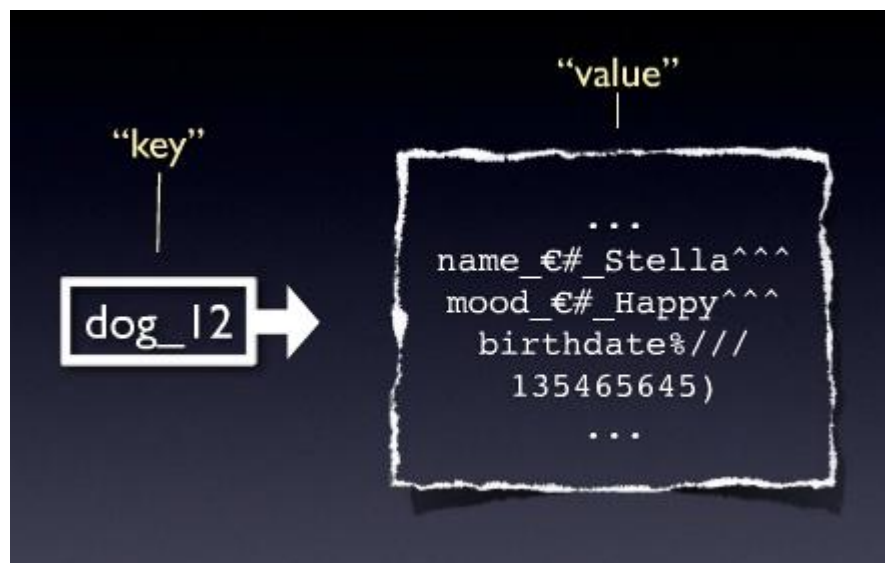 “value”
“key”
dog_12
...
name_€#_Stella^^^
mood_€#_Happy^^^
birthdate%///
135465645)
...